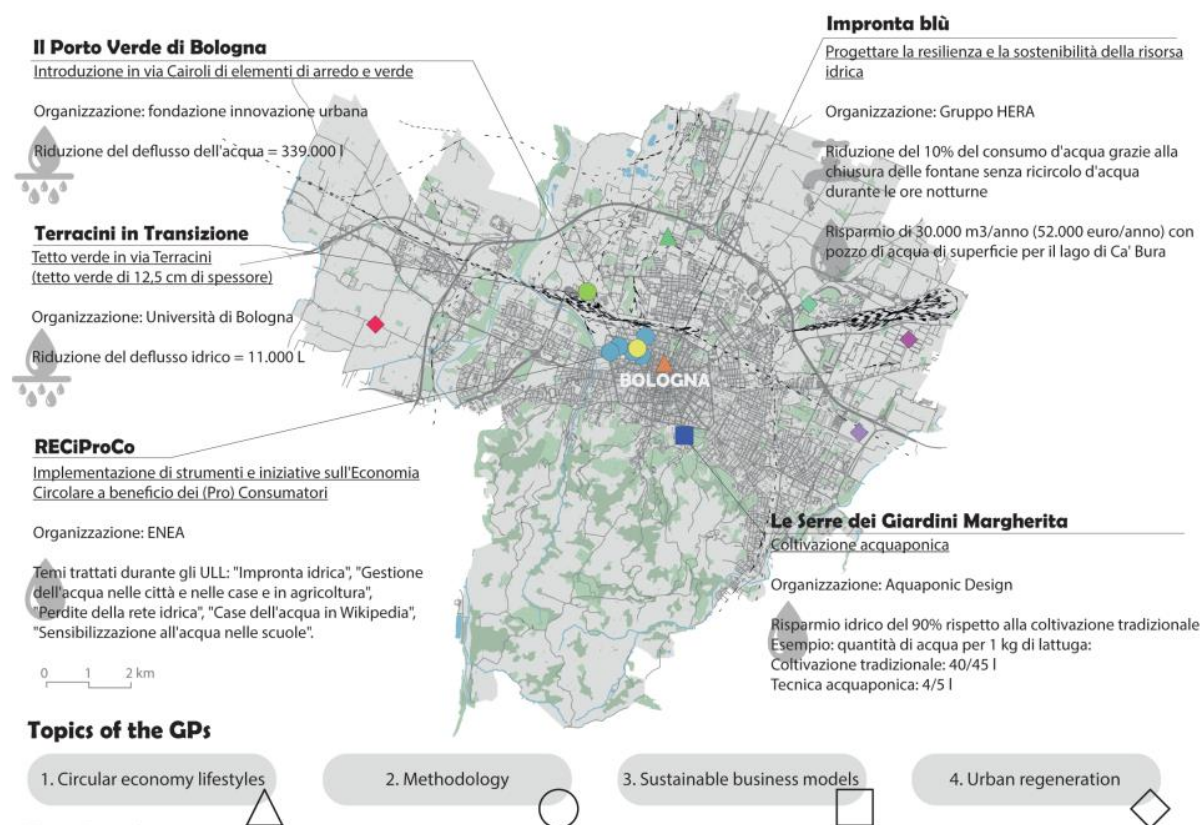 Il Porto Verde di Bologna
Introduzione in via Cairoli di elementi di arredo e verde
Organizzazione: fondazione innovazione urbana
Riduzione del deflusso dell'acqua = 339.000 l
Terracini in Transizione
Tetto verde in via Terracini
(tetto verde di 12,5 cm di spessore)
Organizzazione: Università di Bologna
Riduzione del deflusso idrico = 11.000 L
RECiProCo
Implementazione di strumenti e iniziative sull'Economia
Circolare a beneficio dei (Pro) Consumatori
Organizzazione: ENEA
Temi trattati durante gli ULL: "Impronta idrica", "Gestione
dell'acqua nelle città e nelle case e in agricoltura",
"Perdite della rete idrica", "Case dell'acqua in Wikipedia",
"Sensibilizzazione all'acqua nelle scuole".
0 1 2 km
Impronta blù
Progettare la resilienza e la sostenibilità della risorsa
idrica
Organizzazione: Gruppo HERA
Riduzione del 10% del consumo d'acqua grazie alla
chiusura delle fontane senza ricircolo d'acqua
durante le ore notturne
Risparmio di 30.000 m3/anno (52.000 euro/anno) con
pozzo di acqua di superficie per il lago di Ca' Bura
BOLOGNA
Le Serre dei Giardini Margherita
Coltivazione acquaponica
Organizzazione: Aquaponic Design
Risparmio idrico del 90% rispetto alla coltivazione tradizionale
Esempio: quantità di acqua per 1 kg di lattuga:
Coltivazione tradizionale: 40/45 l
Tecnica acquaponica: 4/5 l
Topics of the GPs
1. Circular economy lifestyles
2. Methodology
3. Sustainable business models
4. Urban regeneration